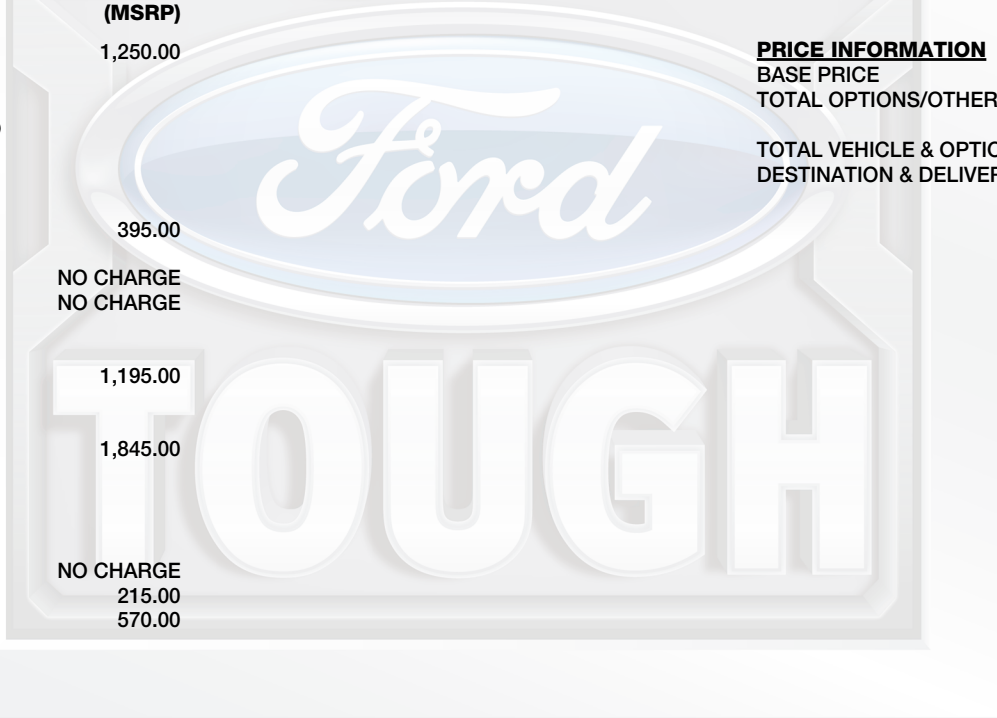 (MSRP)
1,250.00
395.00
NO CHARGE
NO CHARGE
1,195.00
1,845.00
NO CHARGE
215.00
570.00
PRICE INFORMATION
BASE PRICE
TOTAL OPTIONS/OTHER
TOTAL VEHICLE & OPTIO
DESTINATION & DELIVER
Ford
TOUGH